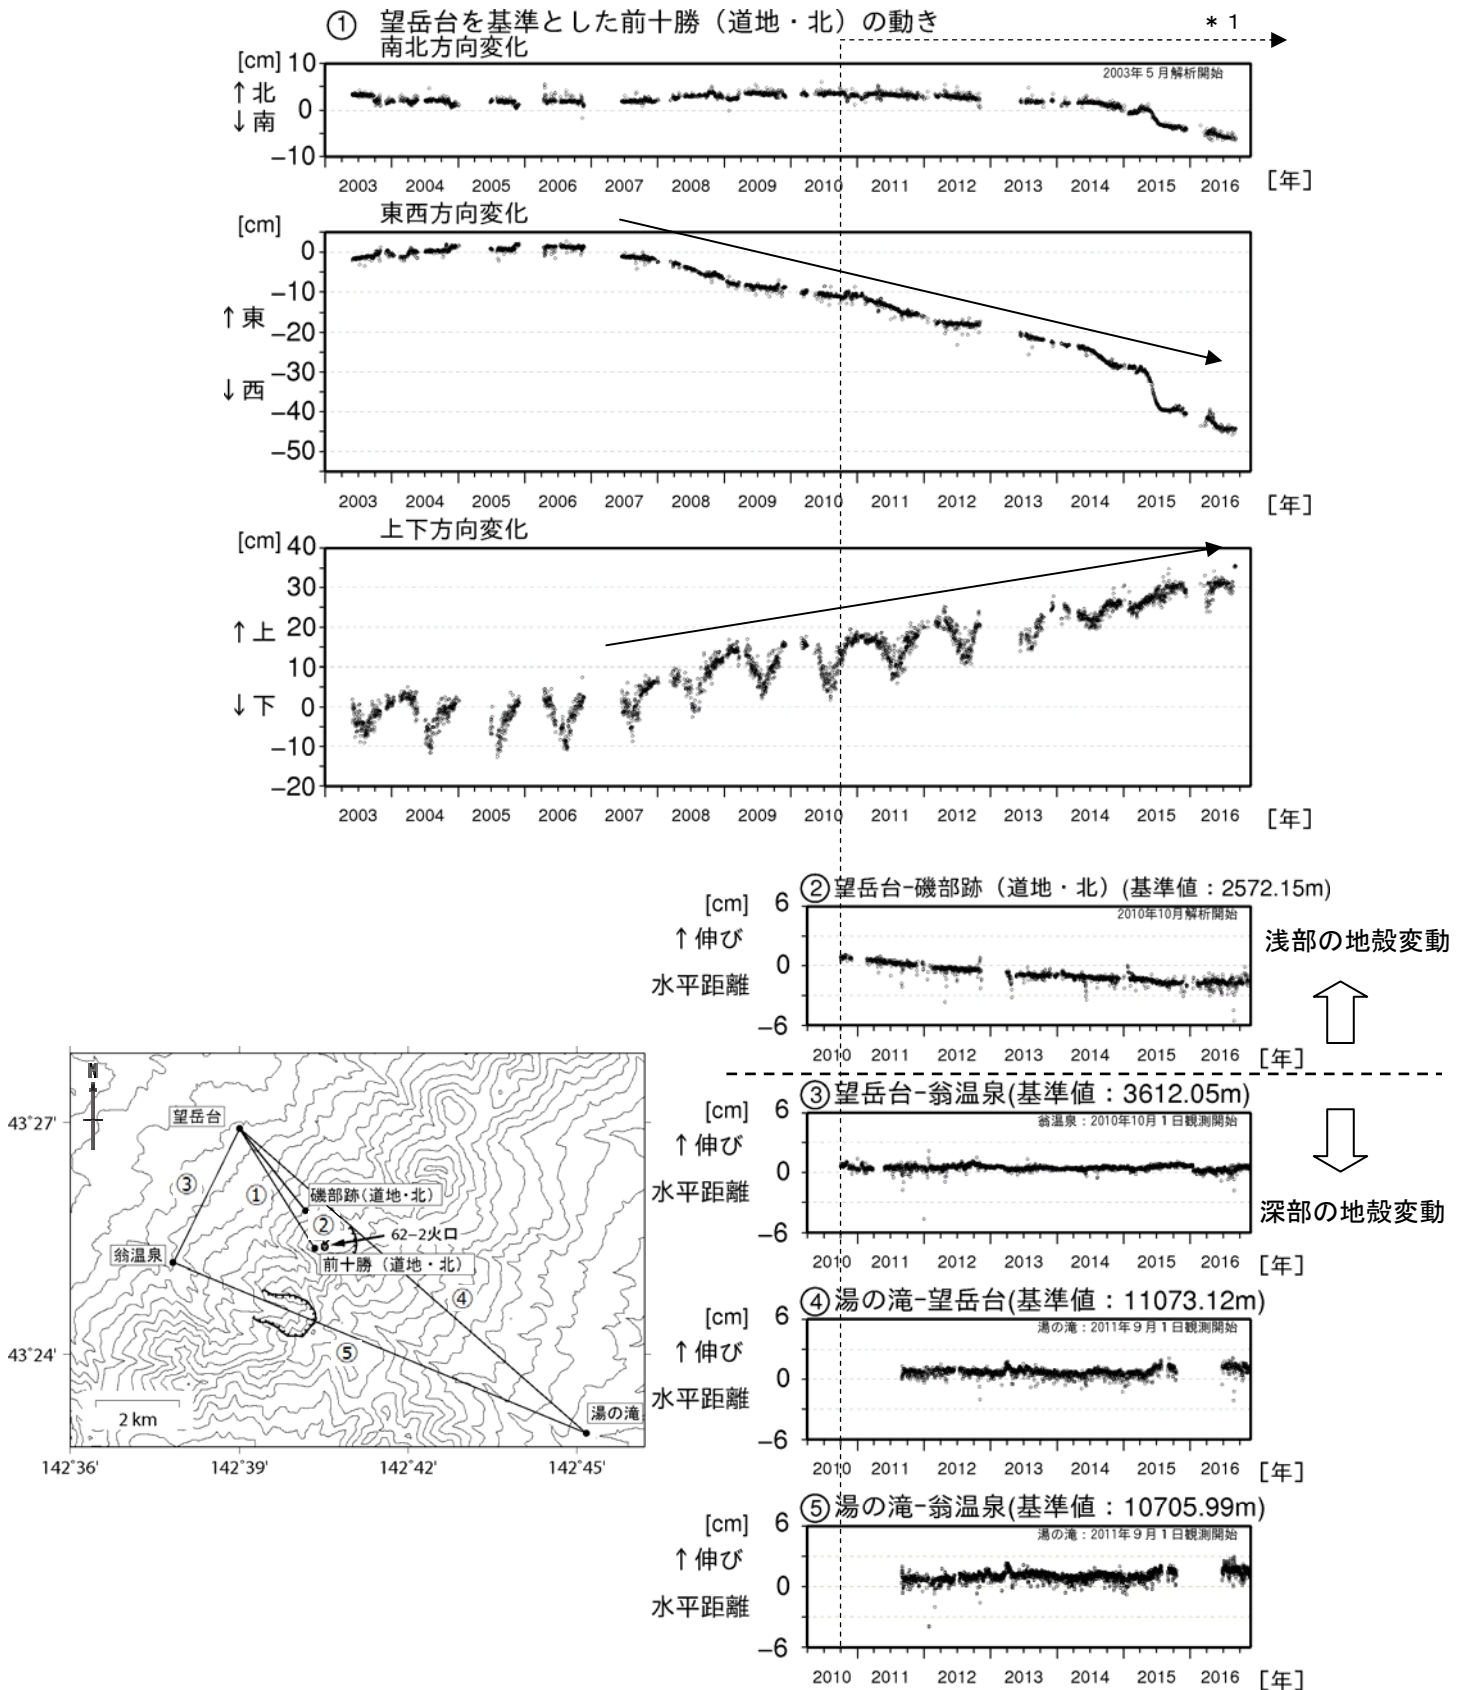 ① 望岳台を基準とした前十勝（道地・北）の動き
＊１
南北方向変化
[cm]
10
0
−10
↑北
↓南
2003年５月解析開始
2003 2004 2005 2006 2007 2008 2009 2010 2011 2012 2013 2014 2015 2016 ［年］
東西方向変化
[cm]
0
−10
−20
−30
−40
−50
↑東
↓西
2003 2004 2005 2006 2007 2008 2009 2010 2011 2012 2013 2014 2015 2016 ［年］
上下方向変化
[cm]
40
30
20
10
0
−10
−20
↑上
↓下
2003 2004 2005 2006 2007 2008 2009 2010 2011 2012 2013 2014 2015 2016 ［年］
②望岳台−磯部跡（道地・北）(基準値：2572.15m)
[cm]
6
0
−6
↑伸び
水平距離
2010年10月解析開始
2010 2011 2012 2013 2014 2015 2016 ［年］
浅部の地殻変動
③望岳台−翁温泉(基準値：3612.05m)
[cm]
6
0
−6
↑伸び
水平距離
翁温泉：2010年10月１日観測開始
2010 2011 2012 2013 2014 2015 2016 ［年］
深部の地殻変動
④湯の滝−望岳台(基準値：11073.12m)
[cm]
6
0
−6
↑伸び
水平距離
湯の滝：2011年９月１日観測開始
2010 2011 2012 2013 2014 2015 2016 ［年］
⑤湯の滝−翁温泉(基準値：10705.99m)
[cm]
6
0
−6
↑伸び
水平距離
湯の滝：2011年９月１日観測開始
2010 2011 2012 2013 2014 2015 2016 ［年］
N
43°27'
43°24'
望岳台
③
①
磯部跡（道地・北）
②
62−2火口
翁温泉
前十勝（道地・北）
④
⑤
2 km
湯の滝
142°36' 142°39' 142°42' 142°45'